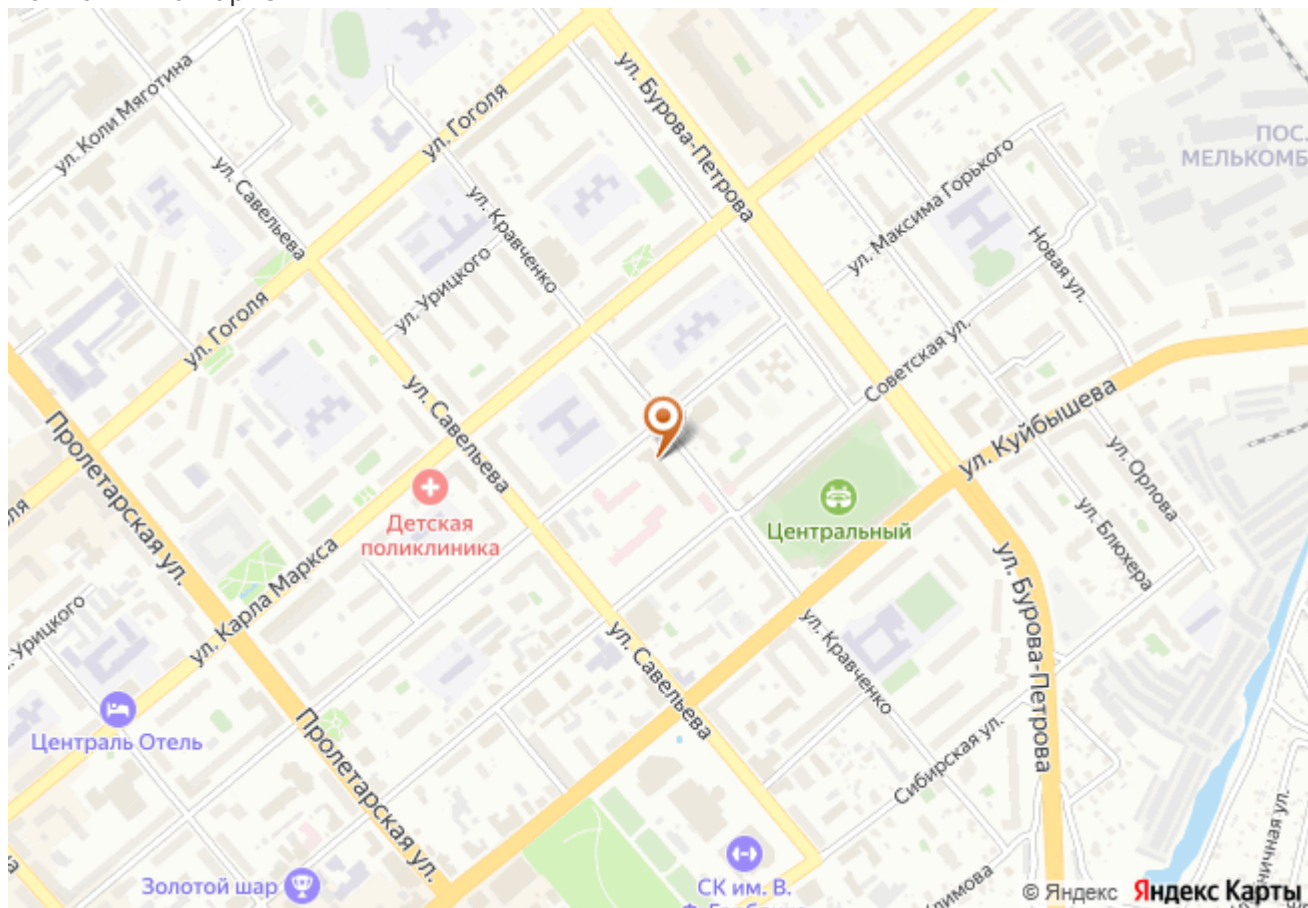 ул. Бурова-Петрова
ул. Коли Мяготина
ул. Гоголя
ПОС.
МЕЛЬКОМБ
ул. Савельева
ул. Кравченко
ул. Максима Горького
Новая ул.
ул. Урицкого
ул. Гоголя
Советская ул.
ул. Савельева
ул. Куйбышева
Пролетарская ул.
ул. Орлова
Детская
поликлиника
Центральный
ул. Блюхера
ул. Карла Маркса
Урицкого
ул. Бурова-Петрова
ул. Кравченко
ул. Савельева
Централь Отель
Пролетарская ул.
Сибирская ул.
Золотой шар
СК им. В.
© Яндекс Яндекс Карты